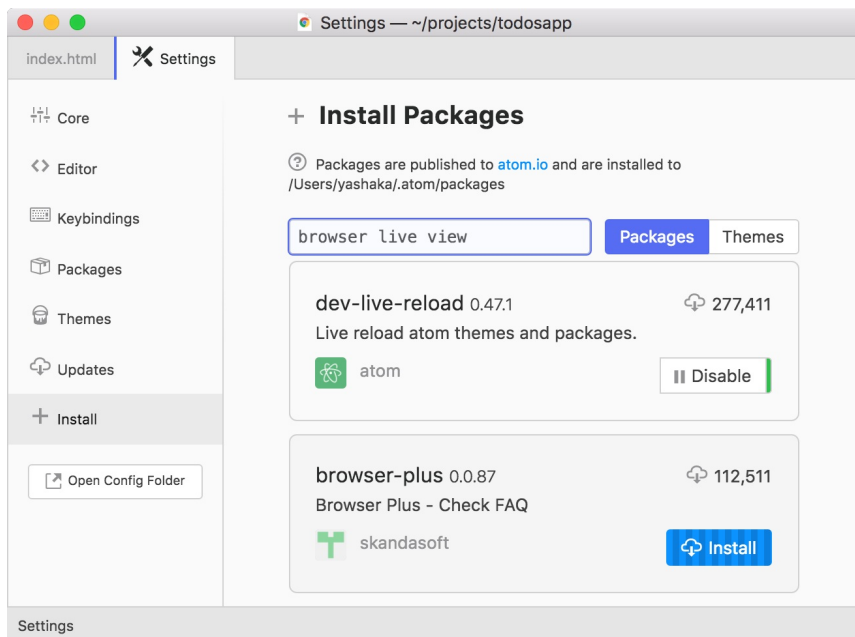 Settings — ~/projects/todosapp
index.html
Settings
Core
Editor
Keybindings
Packages
Themes
Updates
Install
Open Config Folder
Install Packages
Packages are published to atom.io and are installed to
/Users/yashaka/.atom/packages
browser live view
Packages
Themes
dev-live-reload 0.47.1
277,411
Live reload atom themes and packages.
atom
Disable
browser-plus 0.0.87
112,511
Browser Plus - Check FAQ
skandasoft
Install
Settings